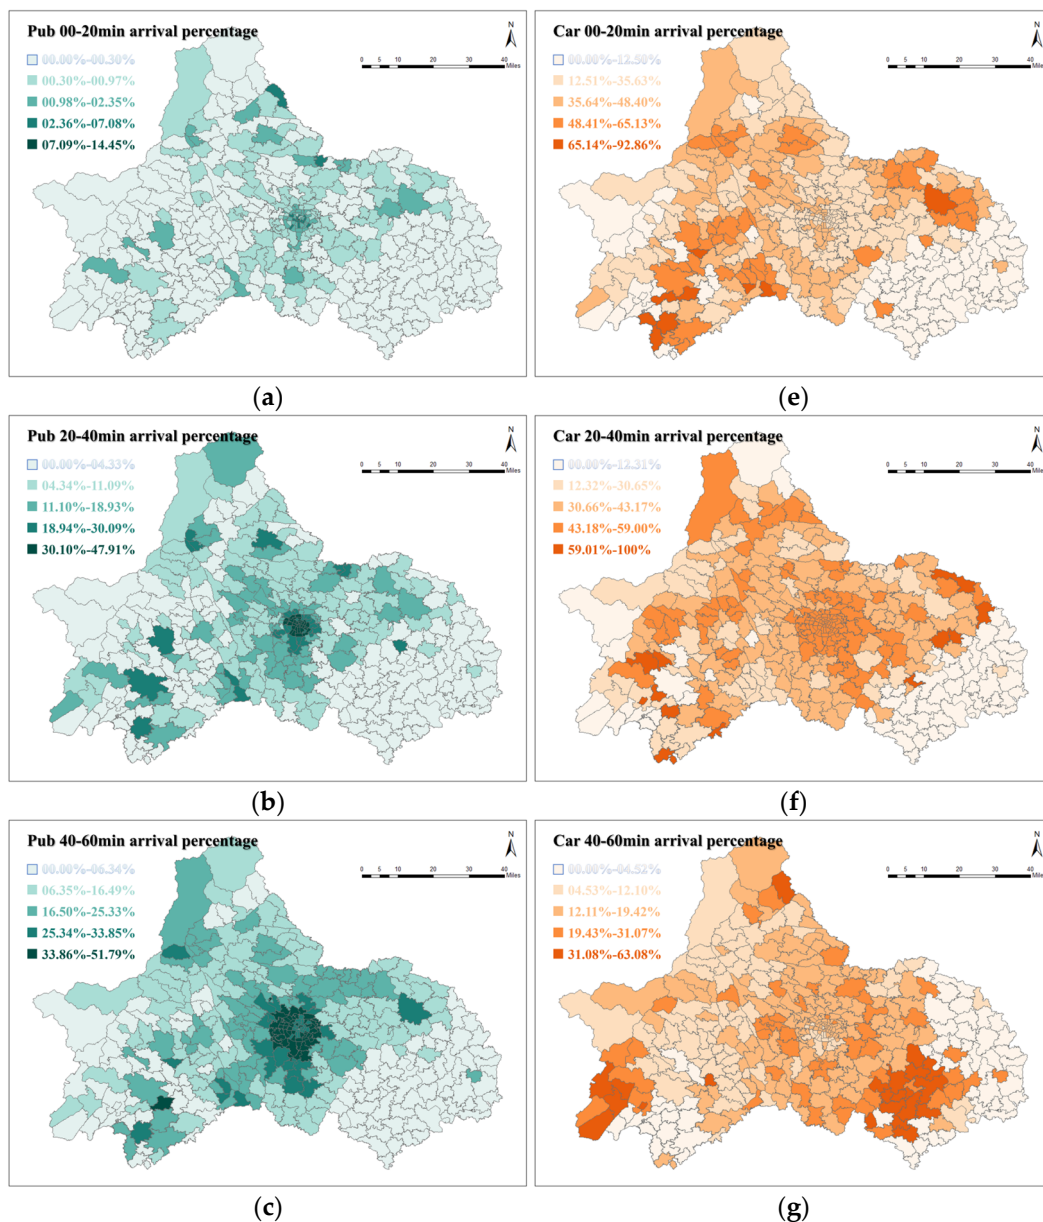 Pub 00-20min arrival percentage
00.00%-00.30%
00.30%-00.97%
00.98%-02.35%
02.36%-07.08%
07.09%-14.45%
N
0 5 10 20 30 40
Miles
(a)
Car 00-20min arrival percentage
00.00%-12.50%
12.51%-35.63%
35.64%-48.40%
48.41%-65.13%
65.14%-92.86%
N
0 5 10 20 30 40
Miles
(e)
Pub 20-40min arrival percentage
00.00%-04.33%
04.34%-11.09%
11.10%-18.93%
18.94%-30.09%
30.10%-47.91%
N
0 5 10 20 30 40
Miles
(b)
Car 20-40min arrival percentage
00.00%-12.31%
12.32%-30.65%
30.66%-43.17%
43.18%-59.00%
59.01%-100%
N
0 5 10 20 30 40
Miles
(f)
Pub 40-60min arrival percentage
00.00%-06.34%
06.35%-16.49%
16.50%-25.33%
25.34%-33.85%
33.86%-51.79%
N
0 5 10 20 30 40
Miles
(c)
Car 40-60min arrival percentage
00.00%-04.52%
04.53%-12.10%
12.11%-19.42%
19.43%-31.07%
31.08%-63.08%
N
0 5 10 20 30 40
Miles
(g)